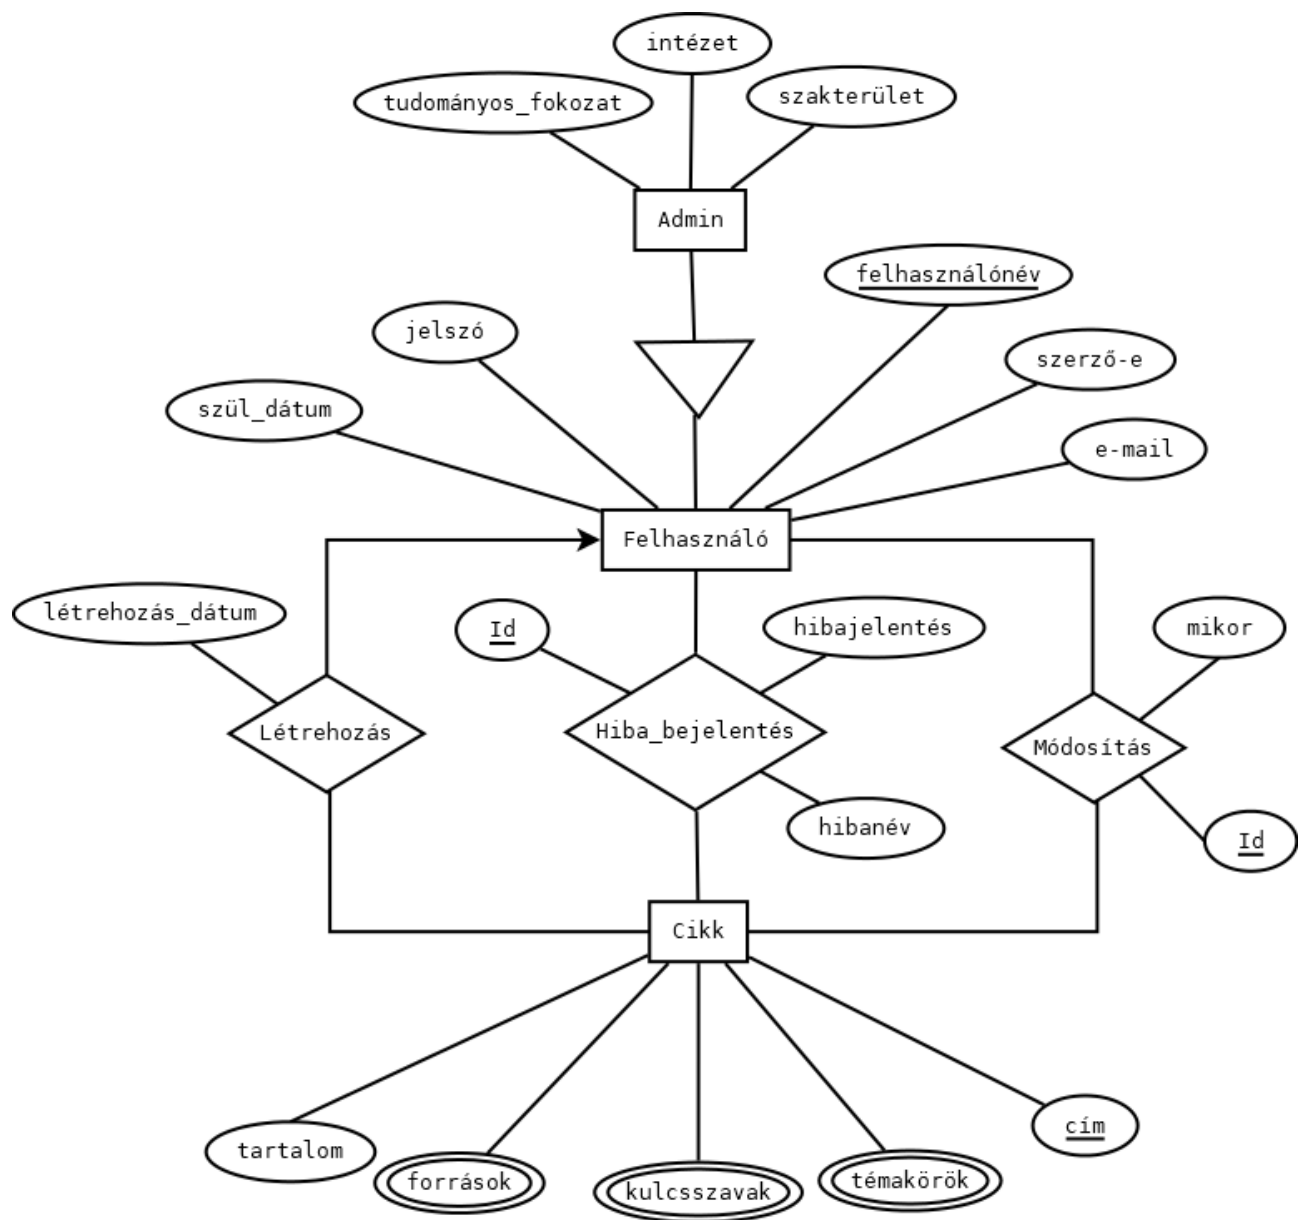 intézet
tudományos_fokozat
szakterület
Admin
felhasználónév
jelszó
szerző-e
szül_dátum
e-mail
Felhasználó
létrehozás_dátum
Id
hibajelentés
mikor
Létrehozás
Hiba_bejelentés
Módosítás
hibanév
Id
Cikk
cím
tartalom
források
kulcsszavak
témakörök